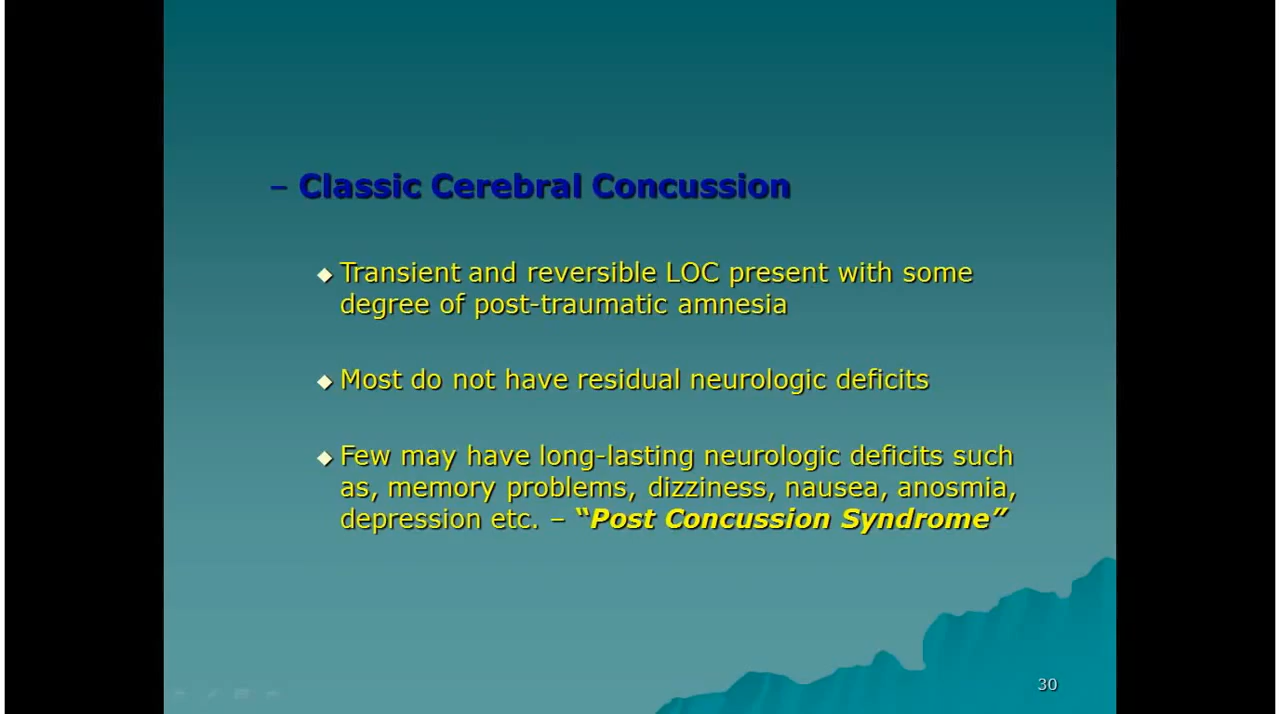 – Classic Cerebral Concussion
◆ Transient and reversible LOC present with some
degree of post-traumatic amnesia
◆ Most do not have residual neurologic deficits
◆ Few may have long-lasting neurologic deficits such
as, memory problems, dizziness, nausea, anosmia,
depression etc. – “Post Concussion Syndrome”
30